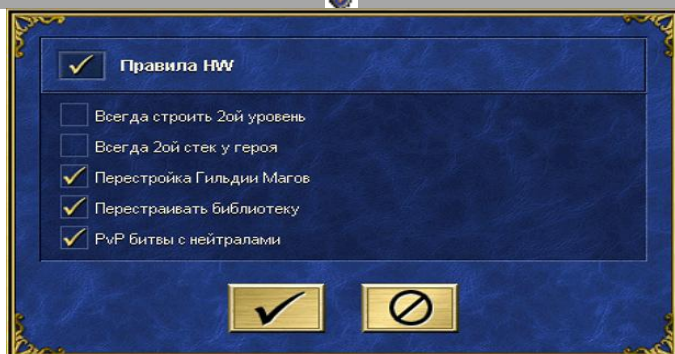 Правила HW
Всегда строить 2ой уровень
Всегда 2ой стек у героя
Перестройка Гильдии Магов
Перестраивать библиотеку
PvP битвы с нейтралами